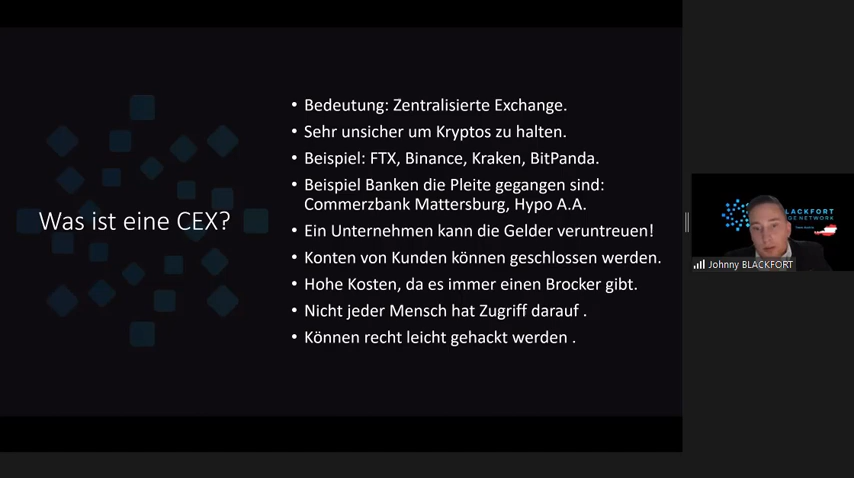 Was ist eine CEX?
• Bedeutung: Zentralisierte Exchange.
• Sehr unsicher um Kryptos zu halten.
• Beispiel: FTX, Binance, Kraken, BitPanda.
• Beispiel Banken die Pleite gegangen sind:
Commerzbank Mattersburg, Hypo A.A.
• Ein Unternehmen kann die Gelder veruntreuen!
• Konten von Kunden können geschlossen werden.
• Hohe Kosten, da es immer einen Brocker gibt.
• Nicht jeder Mensch hat Zugriff darauf .
• Können recht leicht gehackt werden .
LACKFORT
GE NETWORK
Johnny BLACKFORT